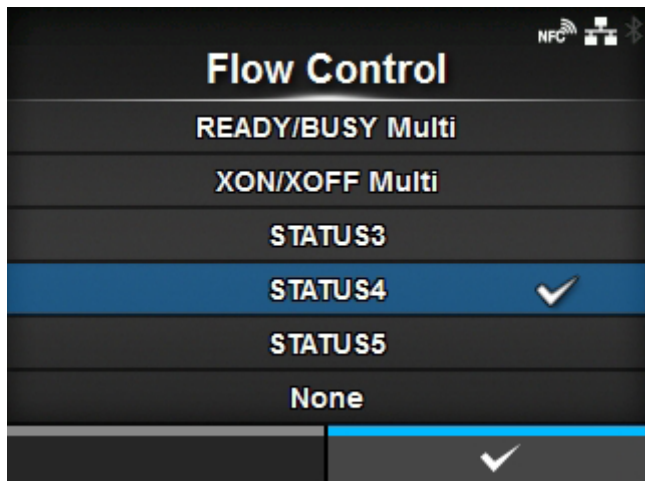 NFC
Flow Control
READY/BUSY Multi
XON/XOFF Multi
STATUS3
STATUS4
STATUS5
None